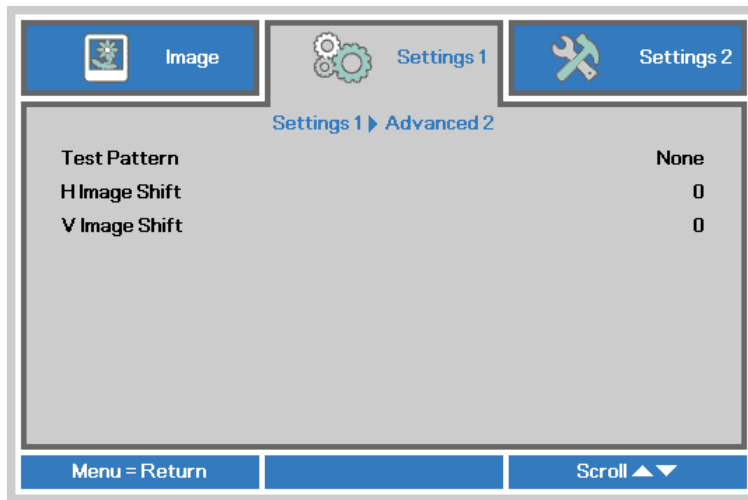 Image
Settings 1
Settings 2
Settings 1 ▶ Advanced 2
Test Pattern None
H Image Shift 0
V Image Shift 0
Menu = Return
Scroll ▲▼